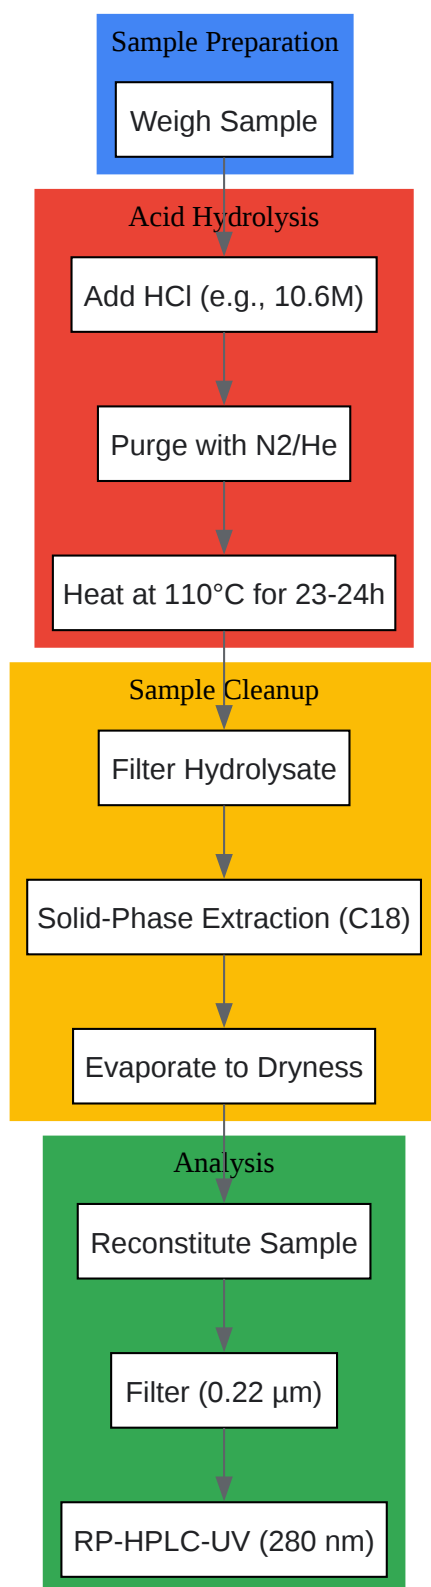 Sample Preparation
Weigh Sample
Acid Hydrolysis
Add HCl (e.g., 10.6M)
Purge with N2/He
Heat at 110°C for 23-24h
Sample Cleanup
Filter Hydrolysate
Solid-Phase Extraction (C18)
Evaporate to Dryness
Analysis
Reconstitute Sample
Filter (0.22 µm)
RP-HPLC-UV (280 nm)